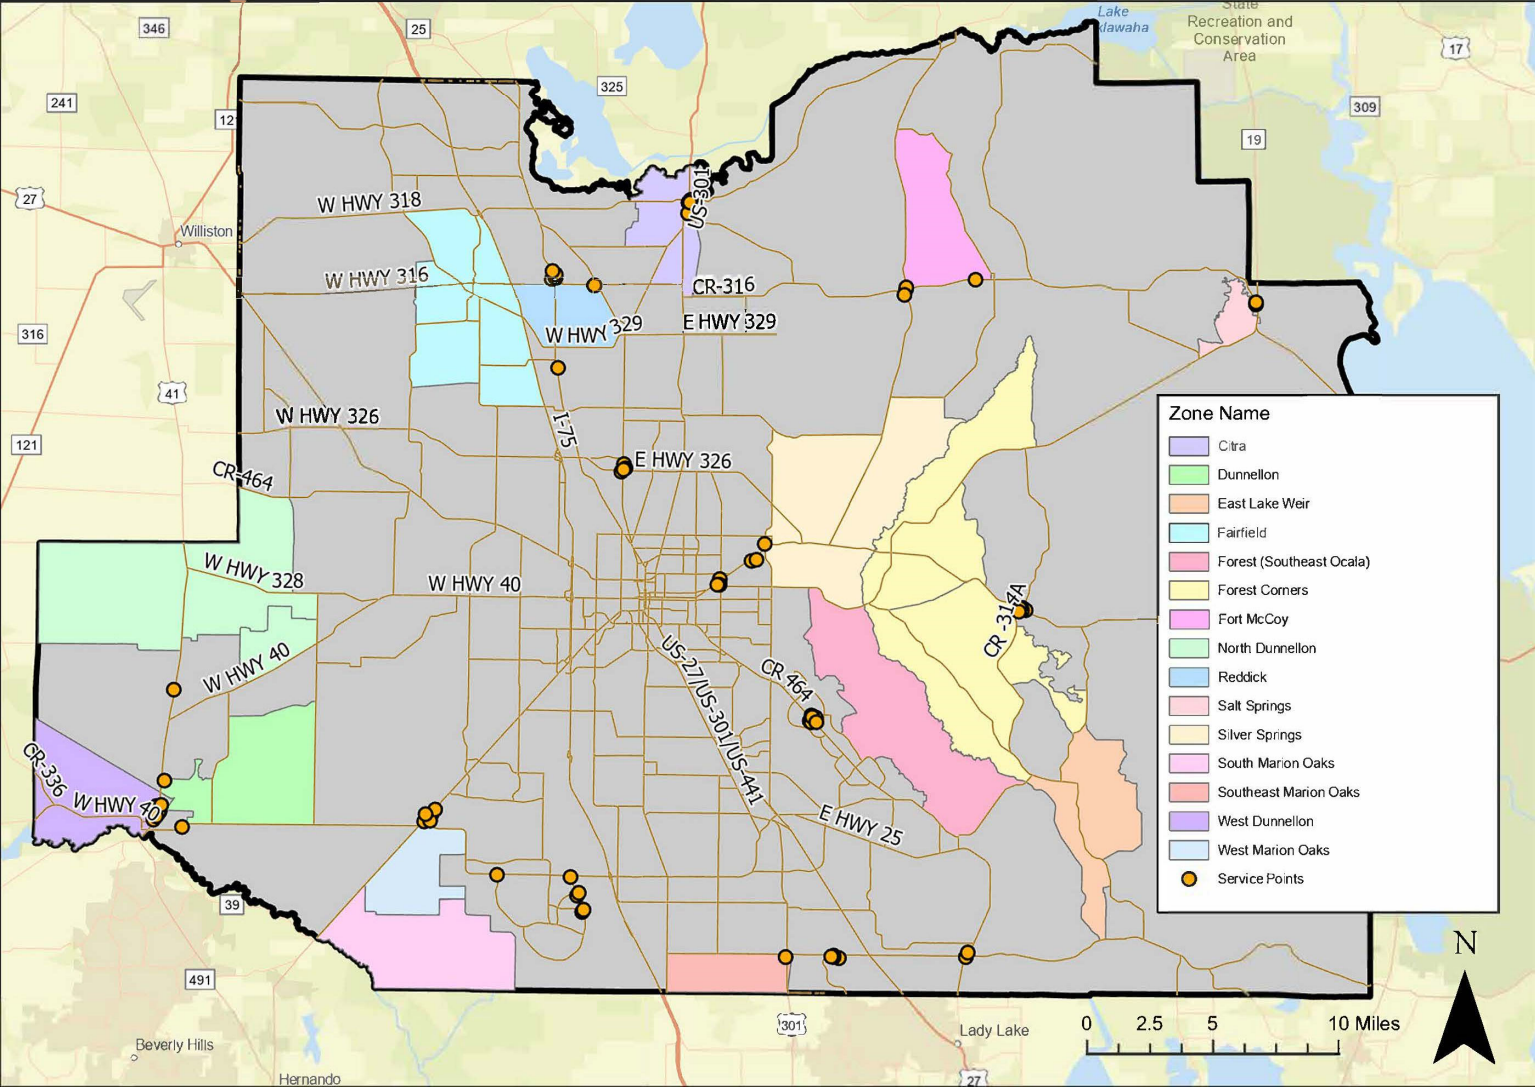 346
25
Lake
klawaha
State
Recreation and
Conservation
Area
17
325
241
309
121
19
27
W HWY 318
US-301
Williston
W HWY 316
CR-316
316
W HWY 329
E HWY 329
41
W HWY 326
I-75
121
E HWY 326
CR-464
W HWY 328
W HWY 40
CR -314A
W HWY 40
US-27/US-301/US-441
CR 464
CR-336
W HWY 40
E HWY 25
39
491
301
Lady Lake
Beverly Hills
Hernando
27
Zone Name
Citra
Dunnellon
East Lake Weir
Fairfield
Forest (Southeast Ocala)
Forest Corners
Fort McCoy
North Dunnellon
Reddick
Salt Springs
Silver Springs
South Marion Oaks
Southeast Marion Oaks
West Dunnellon
West Marion Oaks
Service Points
N
0 2.5 5 10 Miles